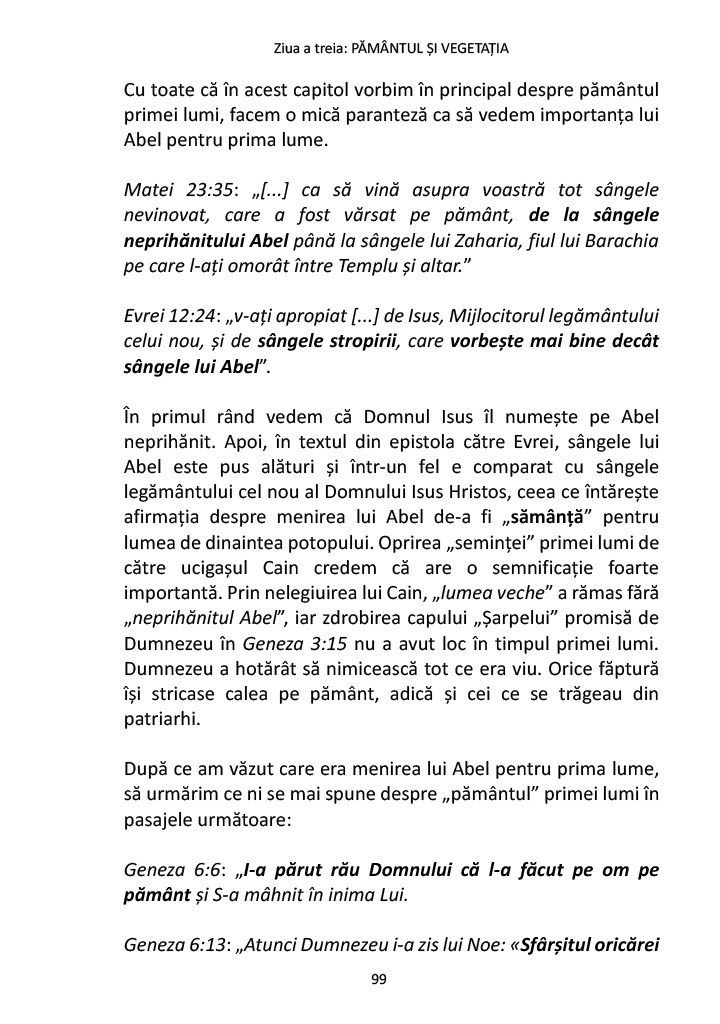 Ziua a treia: PĂMÂNTUL ȘI VEGETAȚIA
Cu toate că în acest capitol vorbim în principal despre pământul
primei lumi, facem o mică paranteză ca să vedem importanța lui
Abel pentru prima lume.
Matei 23:35: „[...] ca să vină asupra voastră tot sângele
nevinovat, care a fost vărsat pe pământ, de la sângele
neprihănitului Abel până la sângele lui Zaharia, fiul lui Barachia
pe care l-ați omorât între Templu și altar.”
Evrei 12:24: „v-ați apropiat [...] de Isus, Mijlocitorul legământului
celui nou, și de sângele stropirii, care vorbește mai bine decât
sângele lui Abel”.
În primul rând vedem că Domnul Isus îl numește pe Abel
neprihănit. Apoi, în textul din epistola către Evrei, sângele lui
Abel este pus alături și într-un fel e comparat cu sângele
legământului cel nou al Domnului Isus Hristos, ceea ce întărește
afirmația despre menirea lui Abel de-a fi „sămânță” pentru
lumea de dinaintea potopului. Oprirea „seminței” primei lumi de
către ucigașul Cain credem că are o semnificație foarte
importantă. Prin nelegiuirea lui Cain, „lumea veche” a rămas fără
„neprihănitul Abel”, iar zdrobirea capului „Șarpelui” promisă de
Dumnezeu în Geneza 3:15 nu a avut loc în timpul primei lumi.
Dumnezeu a hotărât să nimicească tot ce era viu. Orice făptură
își stricase calea pe pământ, adică și cei ce se trăgeau din
patriarhi.
După ce am văzut care era menirea lui Abel pentru prima lume,
să urmărim ce ni se mai spune despre „pământul” primei lumi în
pasajele următoare:
Geneza 6:6: „I-a părut rău Domnului că l-a făcut pe om pe
pământ și S-a mâhnit în inima Lui.
Geneza 6:13: „Atunci Dumnezeu i-a zis lui Noe: «Sfârșitul oricărei
99